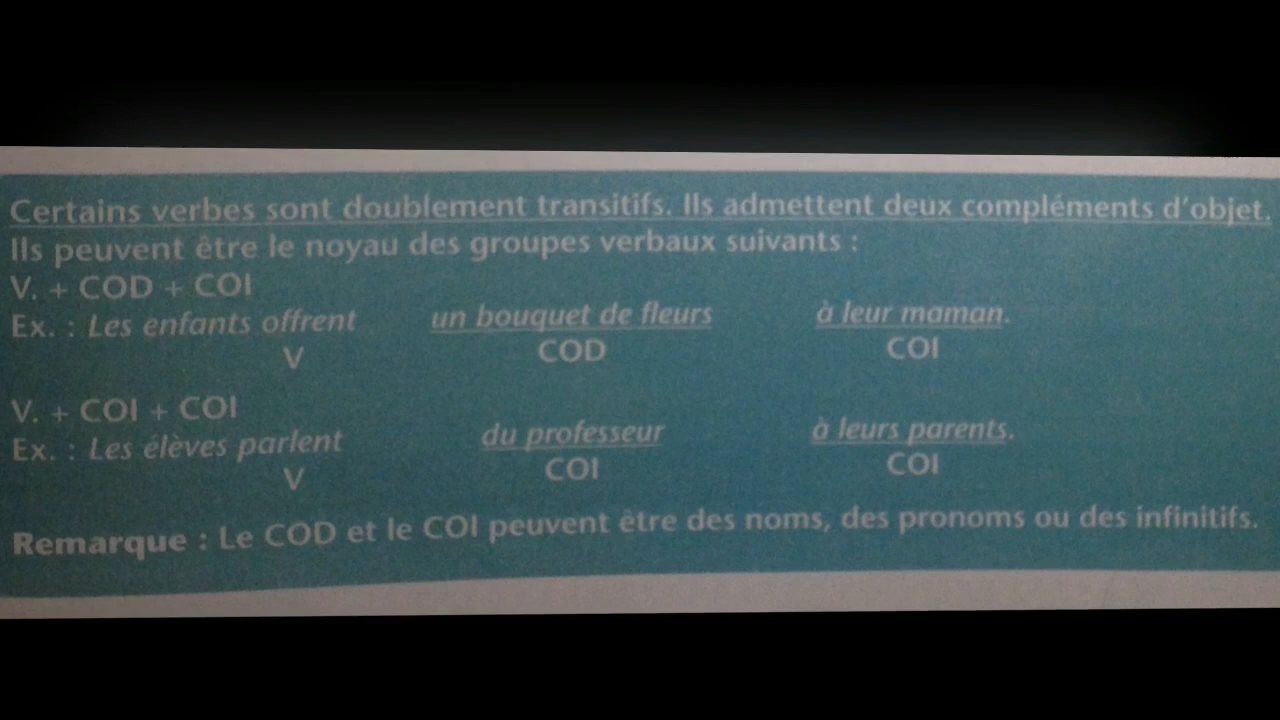 Certains verbes sont doublement transitifs. Ils admettent deux compléments d'objet.
Ils peuvent être le noyau des groupes verbaux suivants :
V. + COD + COI
Ex. : Les enfants offrent un bouquet de fleurs à leur maman.
V COD COI
V. + COI + COI
Ex. : Les élèves parlent du professeur à leurs parents.
V COI COI
Remarque : Le COD et le COI peuvent être des noms, des pronoms ou des infinitifs.